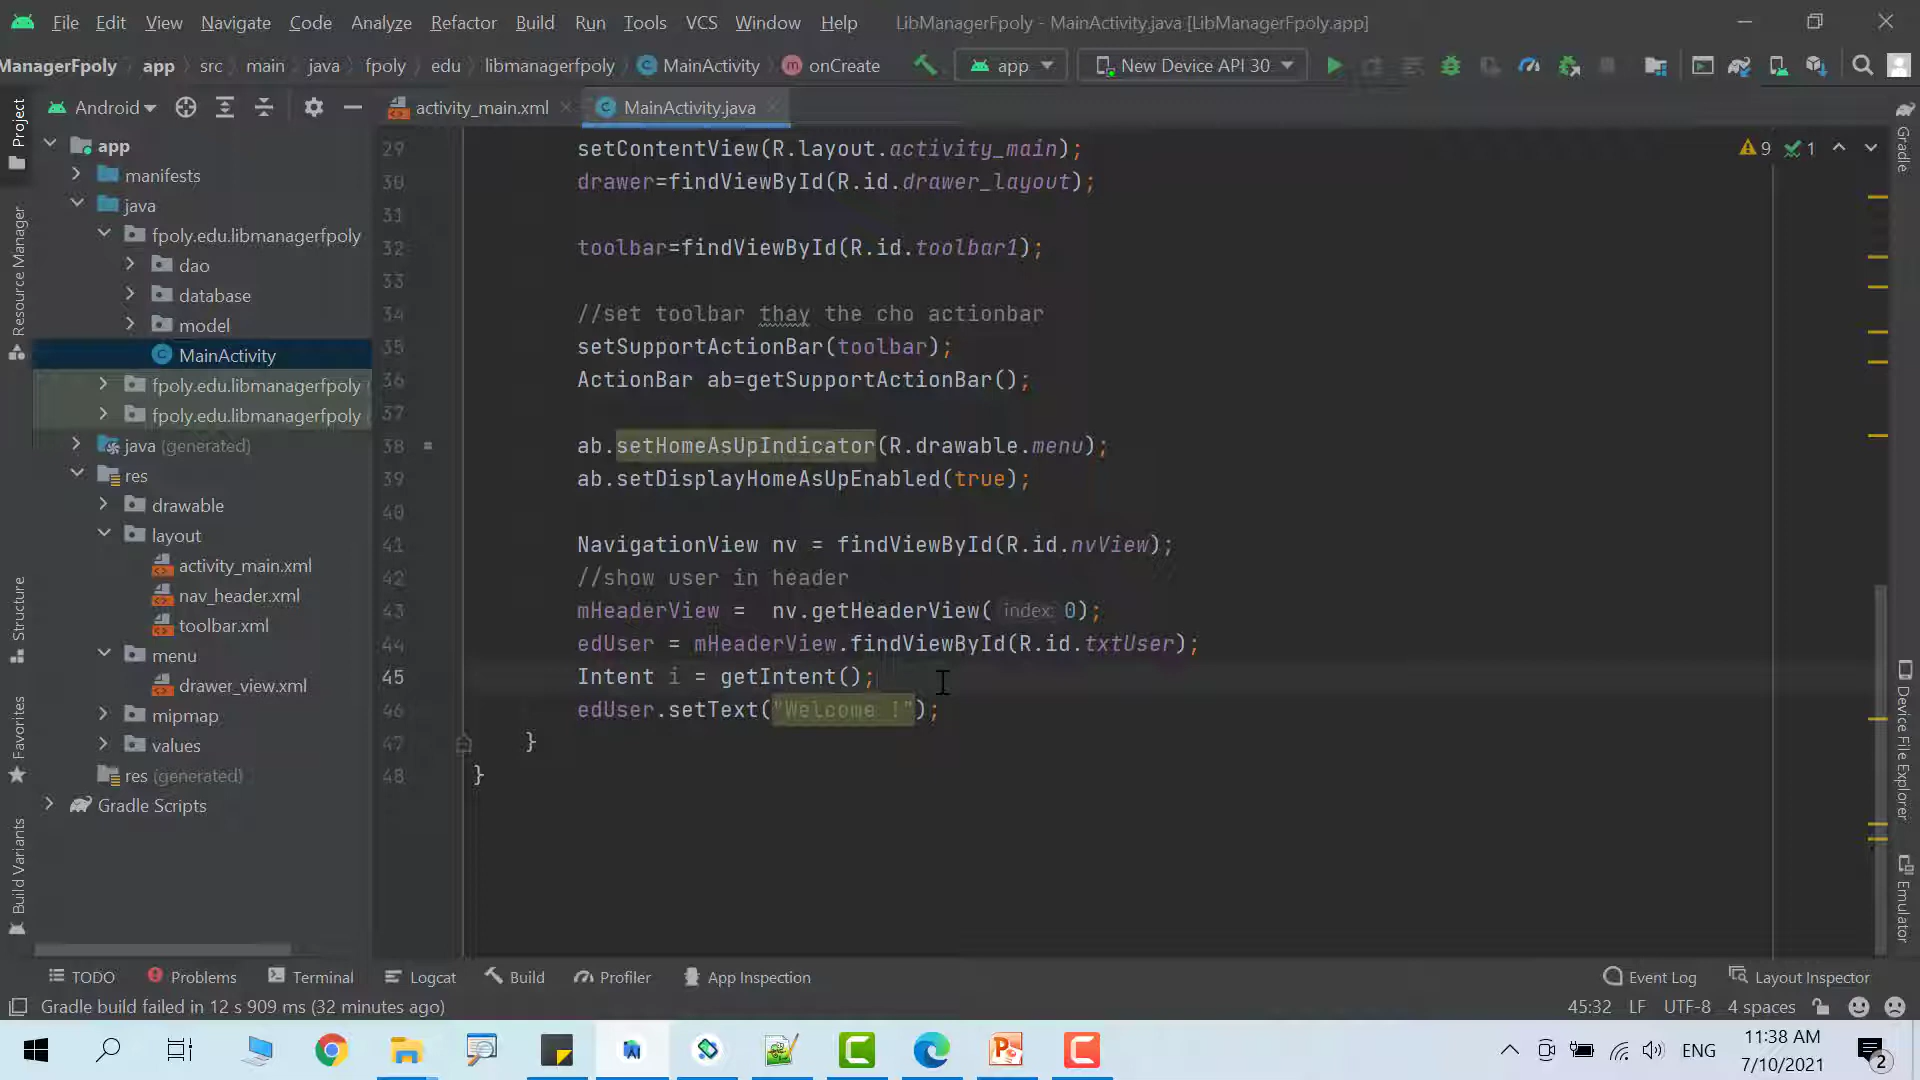 File Edit View Navigate Code Analyze Refactor Build Run Tools VCS Window Help LibManagerFpoly - MainActivity.java [LibManagerFpoly.app]
ManagerFpoly app src main java fpoly edu libmanagerfpoly MainActivity onCreate app New Device API 30
Android activity_main.xml MainActivity.java
Project
Resource Manager
Structure
Favorites
Build Variants
app
manifests
java
fpoly.edu.libmanagerfpoly
dao
database
model
MainActivity
fpoly.edu.libmanagerfpoly
fpoly.edu.libmanagerfpoly
java (generated)
res
drawable
layout
activity_main.xml
nav_header.xml
toolbar.xml
menu
drawer_view.xml
mipmap
values
res (generated)
Gradle Scripts
9 1
29 setContentView(R.layout.activity_main);
30 drawer=findViewById(R.id.drawer_layout);
31
32 toolbar=findViewById(R.id.toolbar1);
33
34 //set toolbar thay the cho actionbar
35 setSupportActionBar(toolbar);
36 ActionBar ab=getSupportActionBar();
37
38 ab.setHomeAsUpIndicator(R.drawable.menu);
39 ab.setDisplayHomeAsUpEnabled(true);
40
41 NavigationView nv = findViewById(R.id.nvView);
42 //show user in header
43 mHeaderView = nv.getHeaderView( index: 0);
44 edUser = mHeaderView.findViewById(R.id.txtUser);
45 Intent i = getIntent();
46 edUser.setText("Welcome !");
47 }
48 }
Gradle
Device File Explorer
Emulator
TODO Problems Terminal Logcat Build Profiler App Inspection Event Log Layout Inspector
Gradle build failed in 12 s 909 ms (32 minutes ago) 45:32 LF UTF-8 4 spaces
ENG
11:38 AM
7/10/2021
2